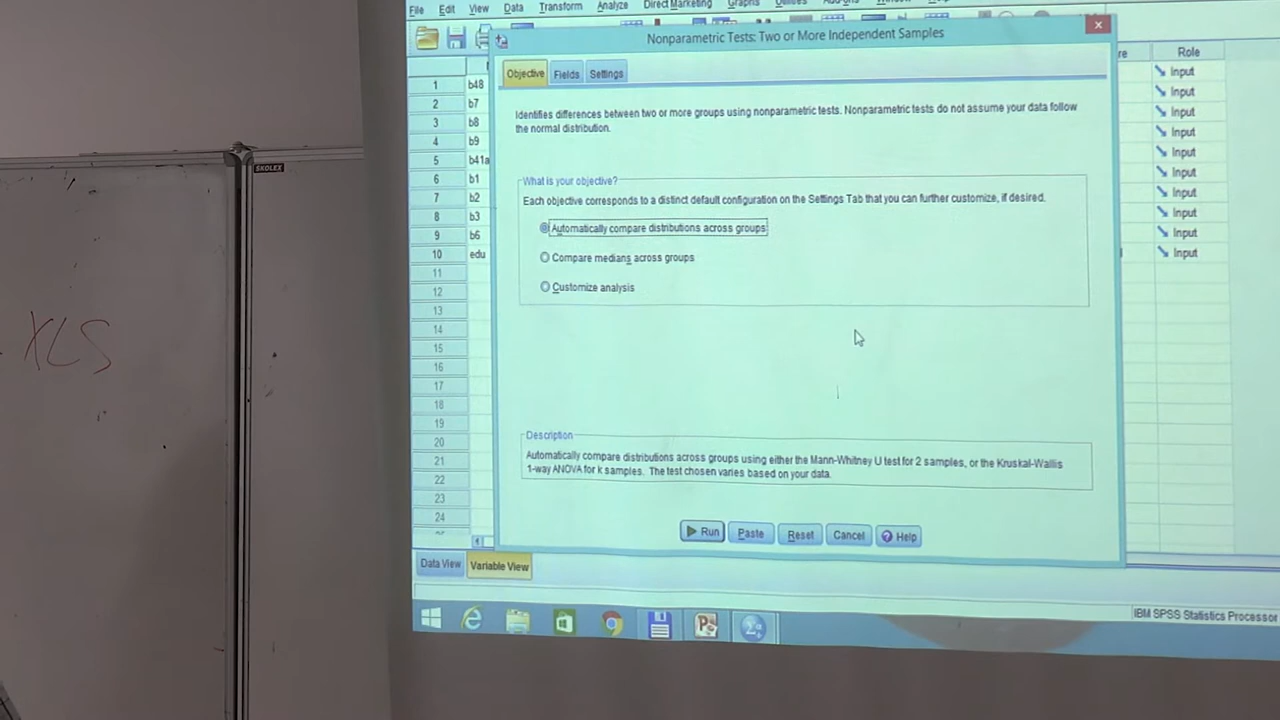 File Edit View Data Transform Analyze Direct Marketing Graphs Utilities
Nonparametric Tests: Two or More Independent Samples
Objective Fields Settings
Role
Identifies differences between two or more groups using nonparametric tests. Nonparametric tests do not assume your data follow
the normal distribution.
What is your objective?
Each objective corresponds to a distinct default configuration on the Settings Tab that you can further customize, if desired.
Automatically compare distributions across groups
Compare medians across groups
Customize analysis
Description
Automatically compare distributions across groups using either the Mann-Whitney U test for 2 samples, or the Kruskal-Wallis
1-way ANOVA for k samples. The test chosen varies based on your data.
Run Paste Reset Cancel Help
1 b48 Input
2 b7 Input
3 b8 Input
4 b9 Input
5 b41a Input
6 b1 Input
7 b2 Input
8 b3 Input
9 b6 Input
10 edu Input
11
12
13
14
15
16
17
18
19
20
21
22
23
24
Data View Variable View
IBM SPSS Statistics Processor
SKOLEX
XLS